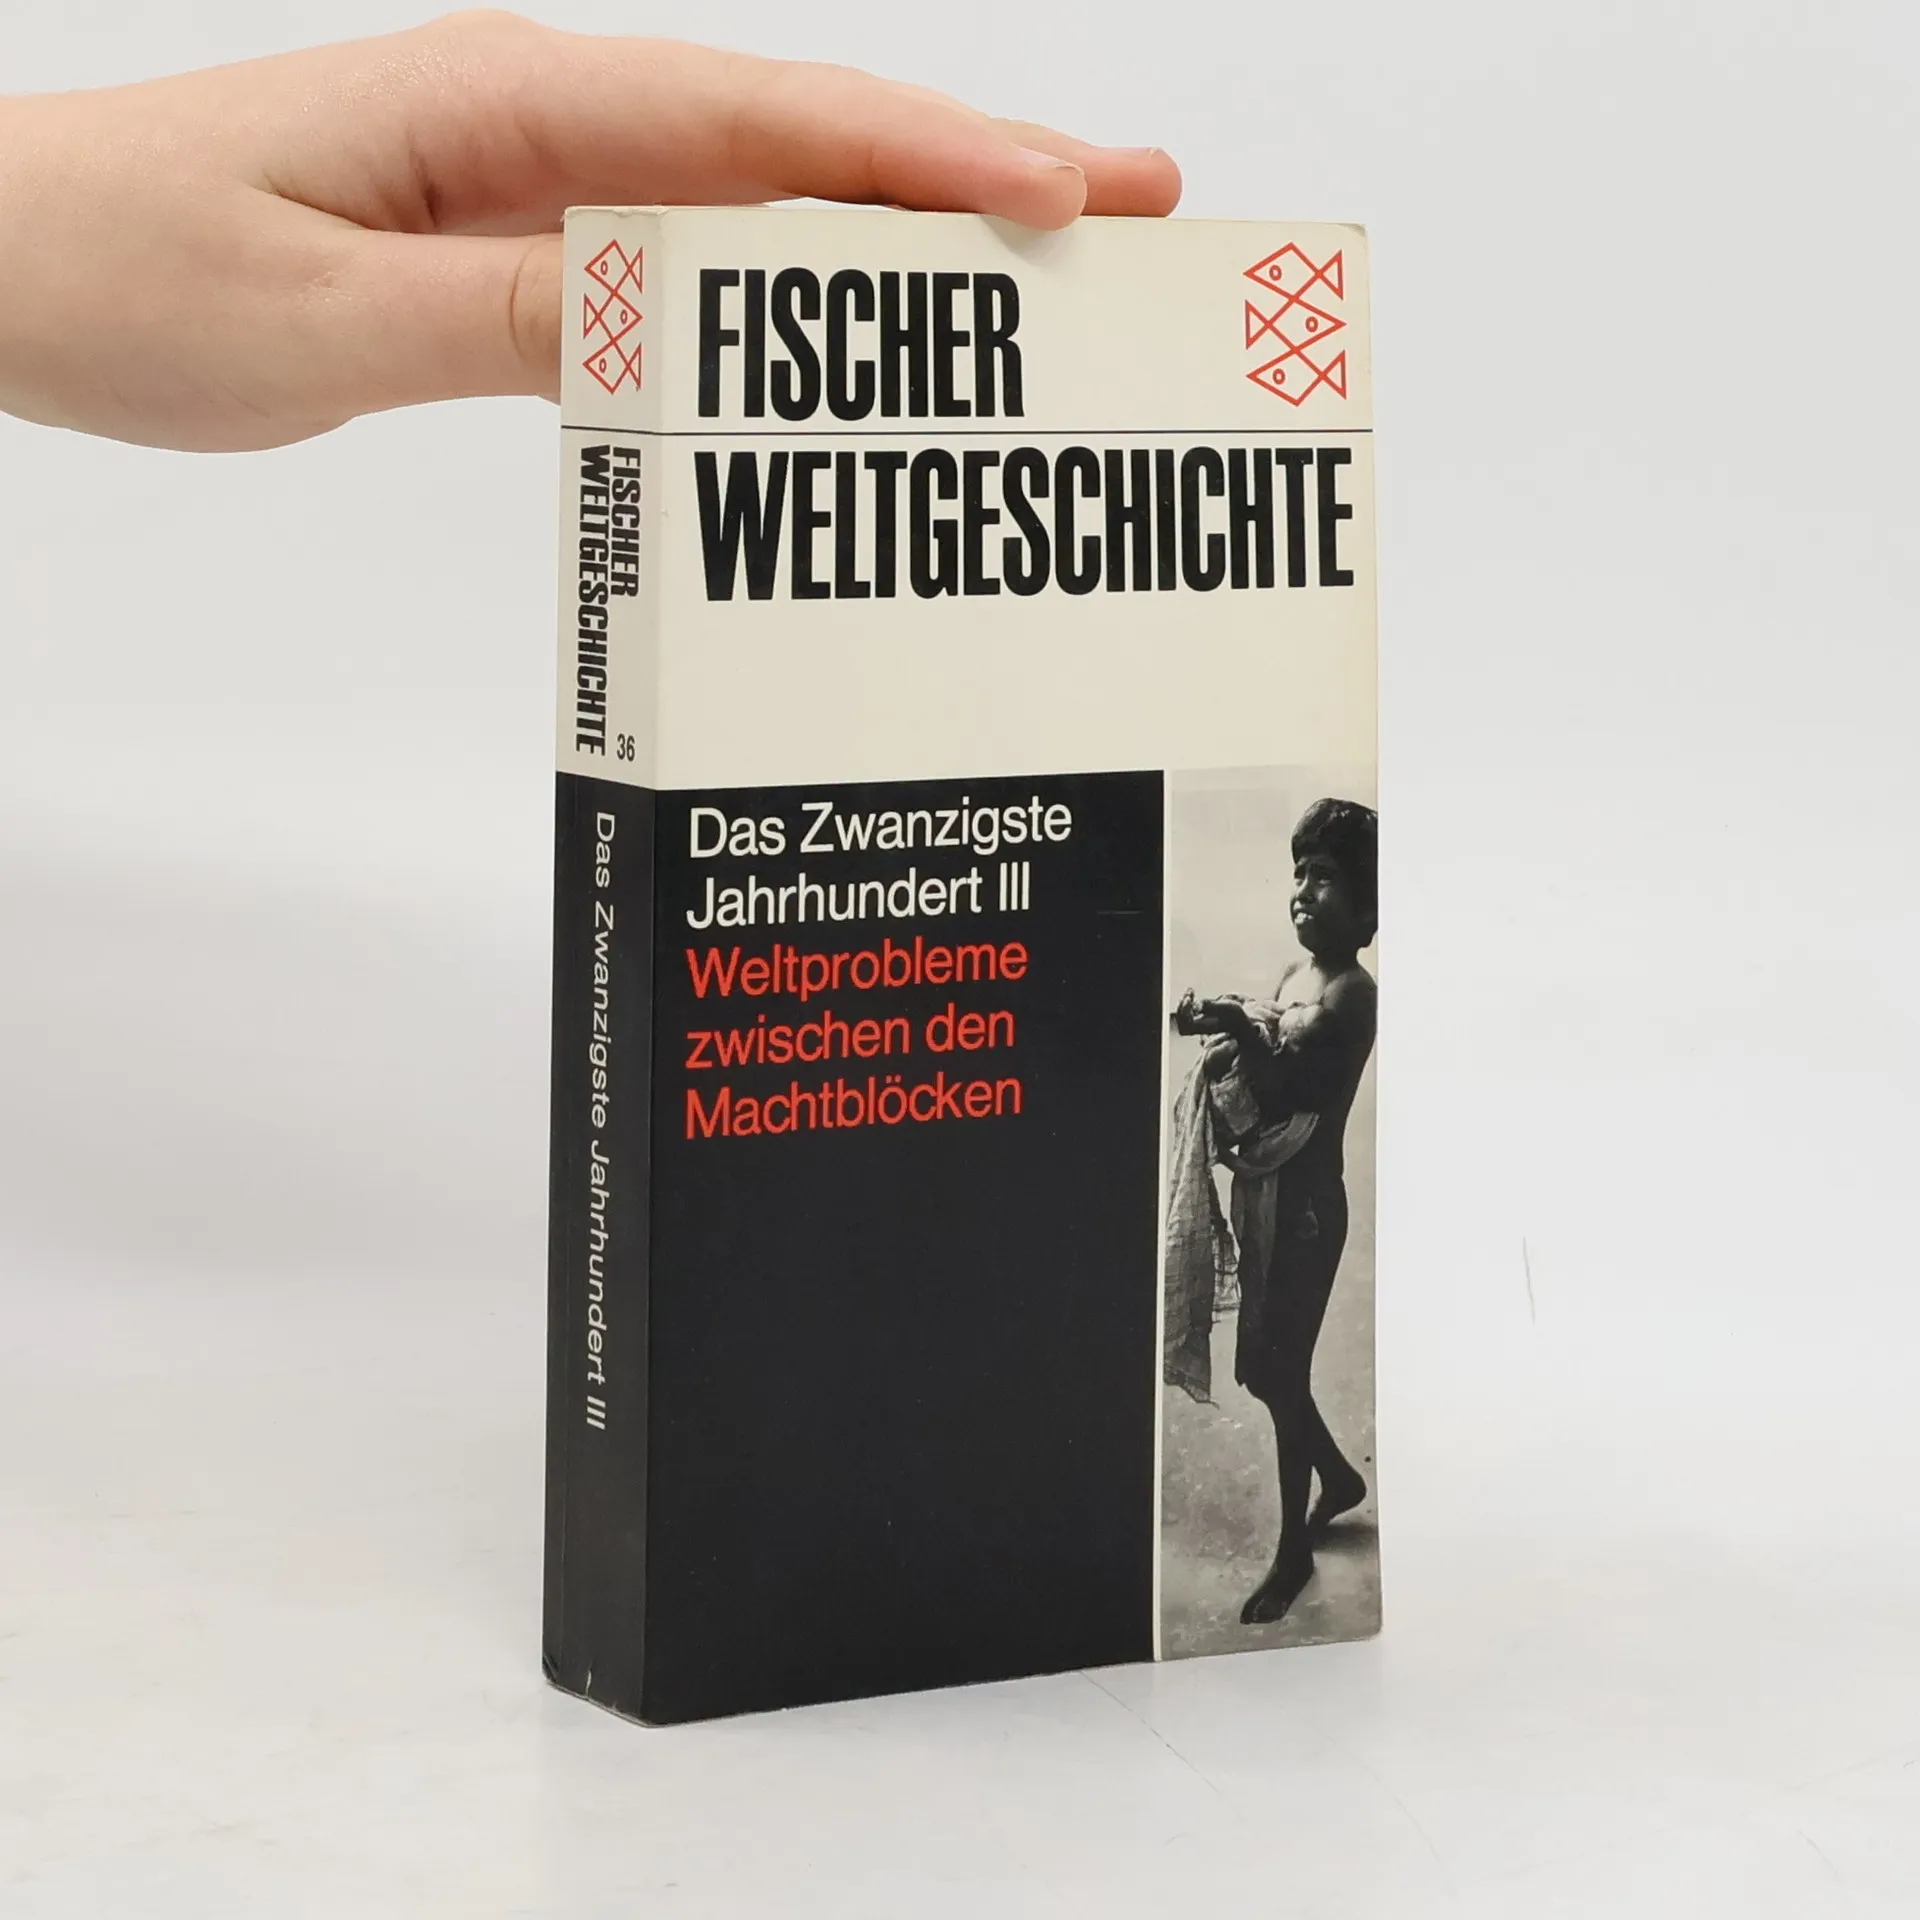 FISCHER
WELTGESCHICHTE
Das Zwanzigste
Jahrhundert III
Weltprobleme
zwischen den
Machtblöcken
FISCHER
WELTGESCHICHTE
36
Das Zwanzigste Jahrhundert III